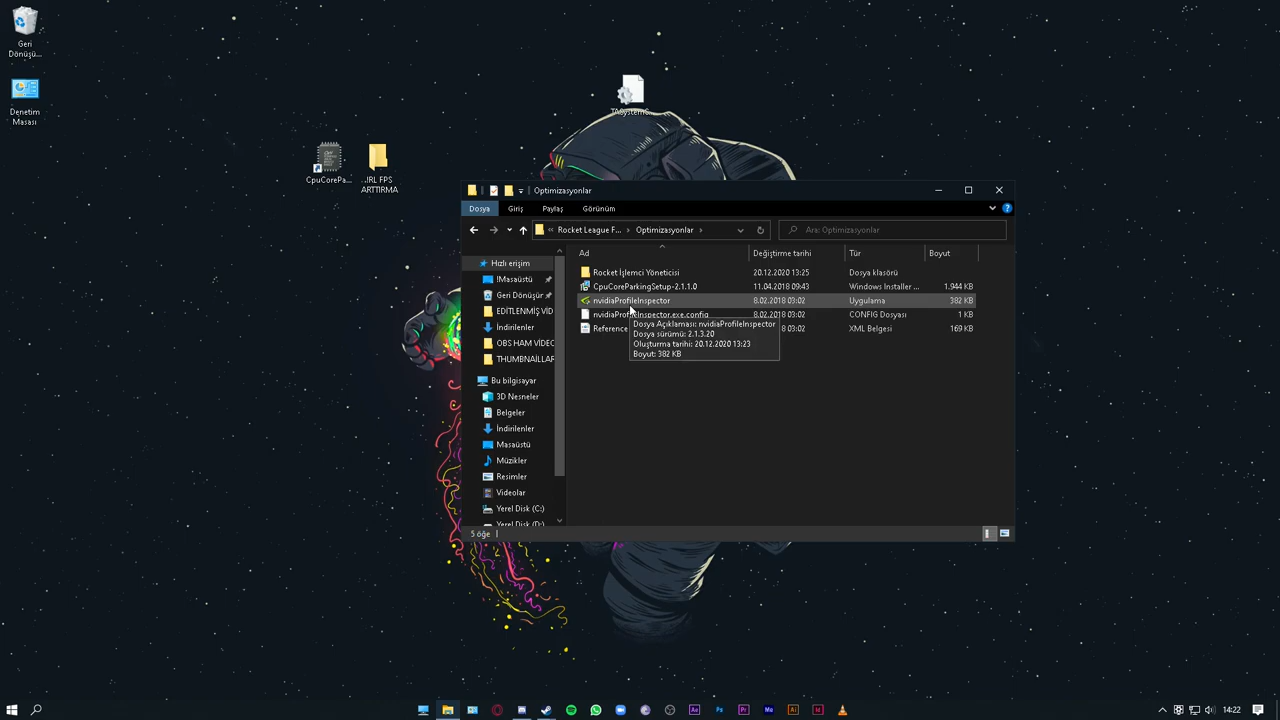 Geri
Dönüşü...
Denetim
Masası
CpuCorePa...
.!RL FPS
ARTTIRMA
Optimizasyonlar
Dosya
Giriş
Paylaş
Görünüm
« Rocket League F... › Optimizasyonlar ›
Ara: Optimizasyonlar
Ad
Değiştirme tarihi
Tür
Boyut
Rocket İşlemci Yöneticisi
20.12.2020 13:25
Dosya klasörü
CpuCoreParkingSetup-2.1.1.0
11.04.2018 09:43
Windows Installer ...
1.944 KB
nvidiaProfileInspector
8.02.2018 03:02
Uygulama
382 KB
nvidiaProfileInspector.exe.config
8.02.2018 03:02
CONFIG Dosyası
1 KB
Reference
03:02
XML Belgesi
169 KB
Dosya Açıklaması: nvidiaProfileInspector
Dosya sürümü: 2.1.3.20
Oluşturma tarihi: 20.12.2020 13:23
Boyut: 382 KB
Hızlı erişim
!Masaüstü
Geri Dönüşür
EDİTLENMİŞ VİD
İndirilenler
OBS HAM VİDEO
THUMBNAİLLAR
Bu bilgisayar
3D Nesneler
Belgeler
İndirilenler
Masaüstü
Müzikler
Resimler
Videolar
Yerel Disk (C:)
Yerel Disk (D:)
5 öğe
14:22